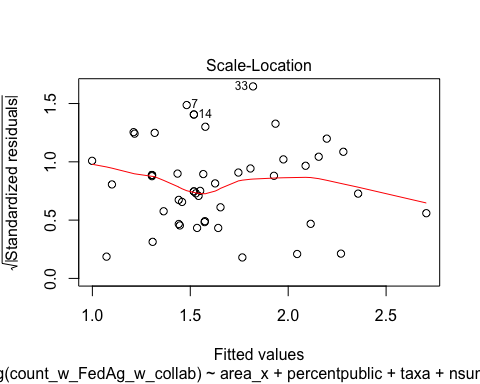 Scale-Location
√|Standardized residuals|
0.0 0.5 1.0 1.5
33
7
14
1.0 1.5 2.0 2.5
Fitted values
g(count_w_FedAg_w_collab) ~ area_x + percentpublic + taxa + nsur